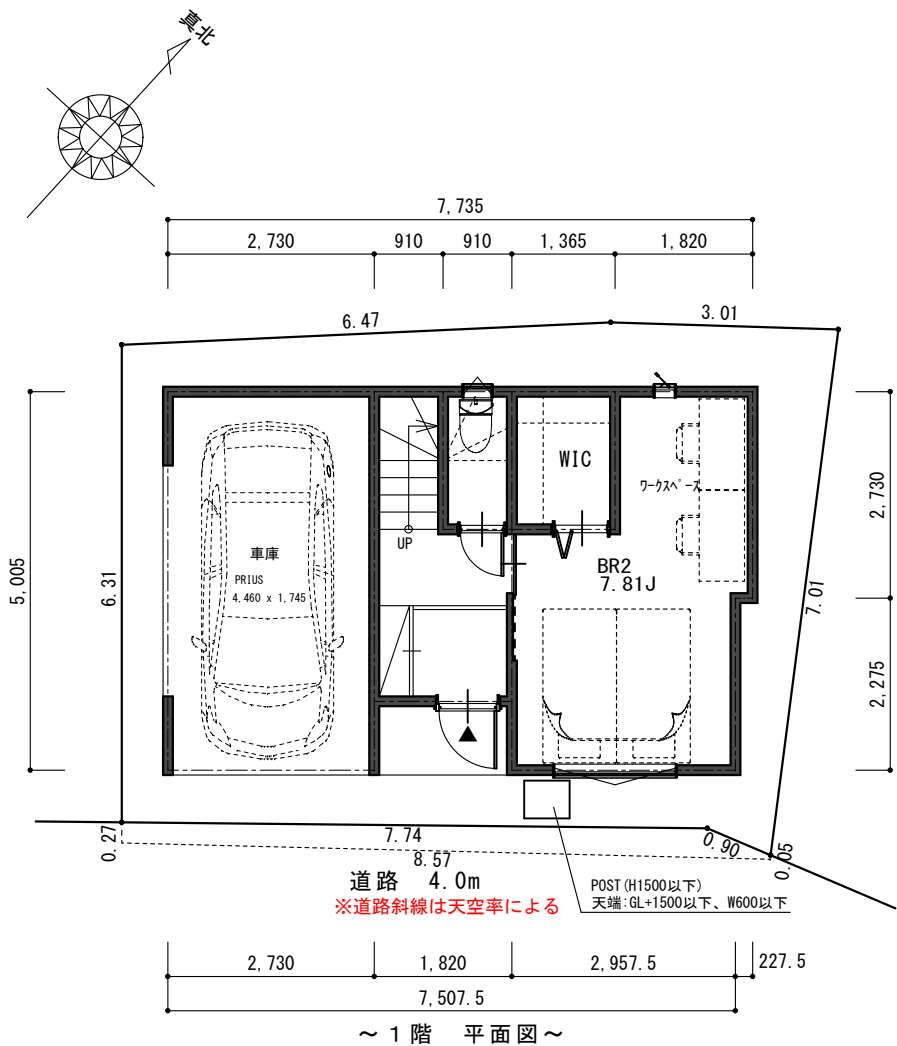 真北
7,735
2,730
910
910
1,365
1,820
6.47
3.01
5,005
6.31
2,730
2,275
7.01
WIC
ワークスペース
UP
BR2
7.81J
車庫
PRIUS
4,460 x 1,745
0.27
7.74
8.57
0.90
0.05
道路 4.0m
※道路斜線は天空率による
POST(H1500以下)
天端:GL+1500以下、W600以下
2,730
1,820
2,957.5
227.5
7,507.5
～1階 平面図～